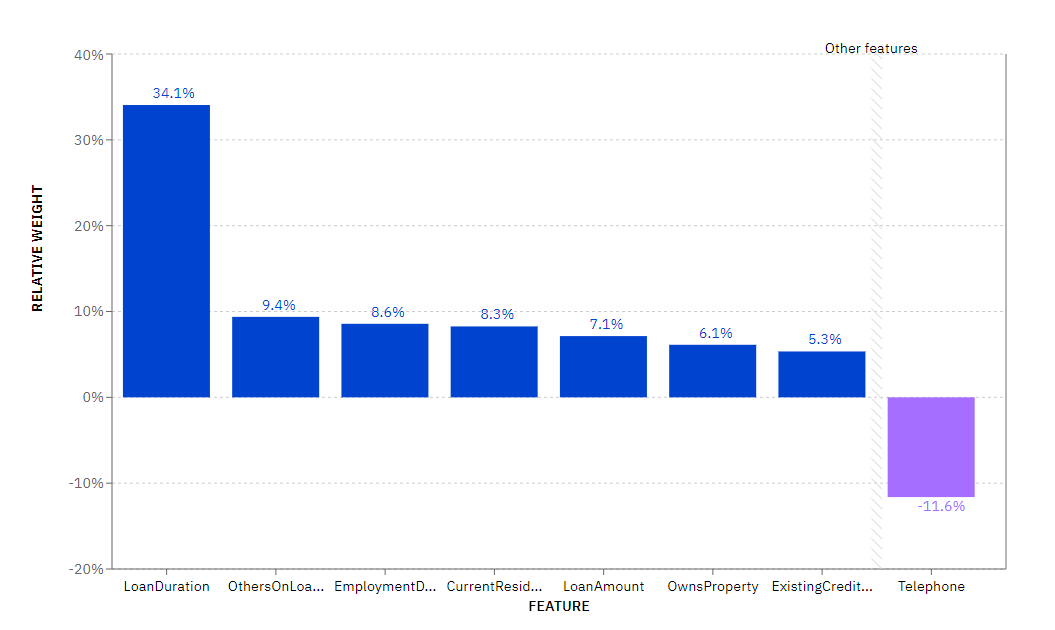 Other features
40%
30%
20%
10%
0%
-10%
-20%
RELATIVE WEIGHT
34.1%
9.4%
8.6%
8.3%
7.1%
6.1%
5.3%
-11.6%
LoanDuration
OthersOnLoa...
EmploymentD...
CurrentResid...
LoanAmount
OwnsProperty
ExistingCredit...
Telephone
FEATURE